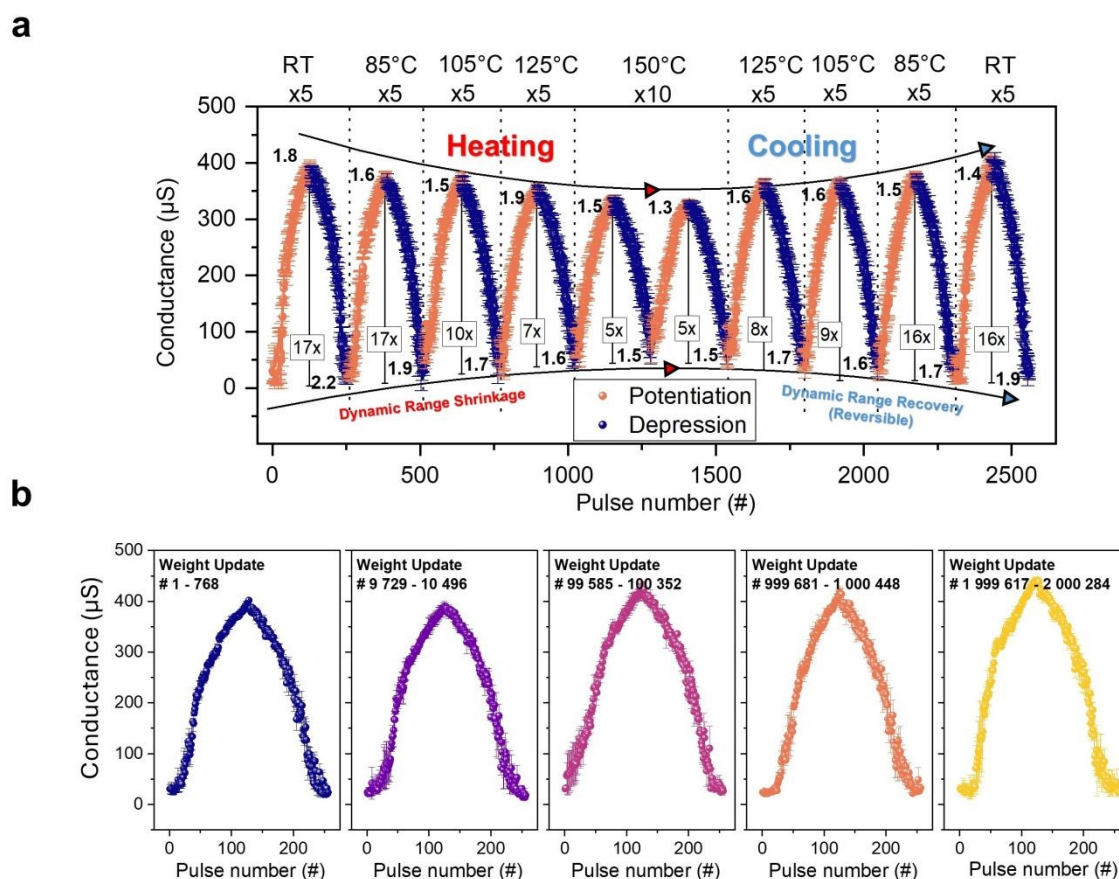 a
RT 85°C 105°C 125°C 150°C 125°C 105°C 85°C RT
x5 x5 x5 x5 x10 x5 x5 x5 x5
Heating Cooling
1.8 1.6 1.5 1.9 1.5 1.3 1.6 1.6 1.5 1.4
17x 17x 10x 7x 5x 5x 8x 9x 16x 16x
2.2 1.9 1.7 1.6 1.5 1.5 1.7 1.6 1.7 1.9
Dynamic Range Shrinkage
Dynamic Range Recovery
(Reversible)
Potentiation
Depression
500
400
300
200
100
0
Conductance (µS)
0 500 1000 1500 2000 2500
Pulse number (#)
b
Weight Update
# 1 - 768
Weight Update
# 9 729 - 10 496
Weight Update
# 99 585 - 100 352
Weight Update
# 999 681 - 1 000 448
Weight Update
# 1 999 617 - 2 000 284
500
400
300
200
100
0
Conductance (µS)
0 200 0 200 0 200 0 200 0 200
Pulse number (#) Pulse number (#) Pulse number (#) Pulse number (#) Pulse number (#)